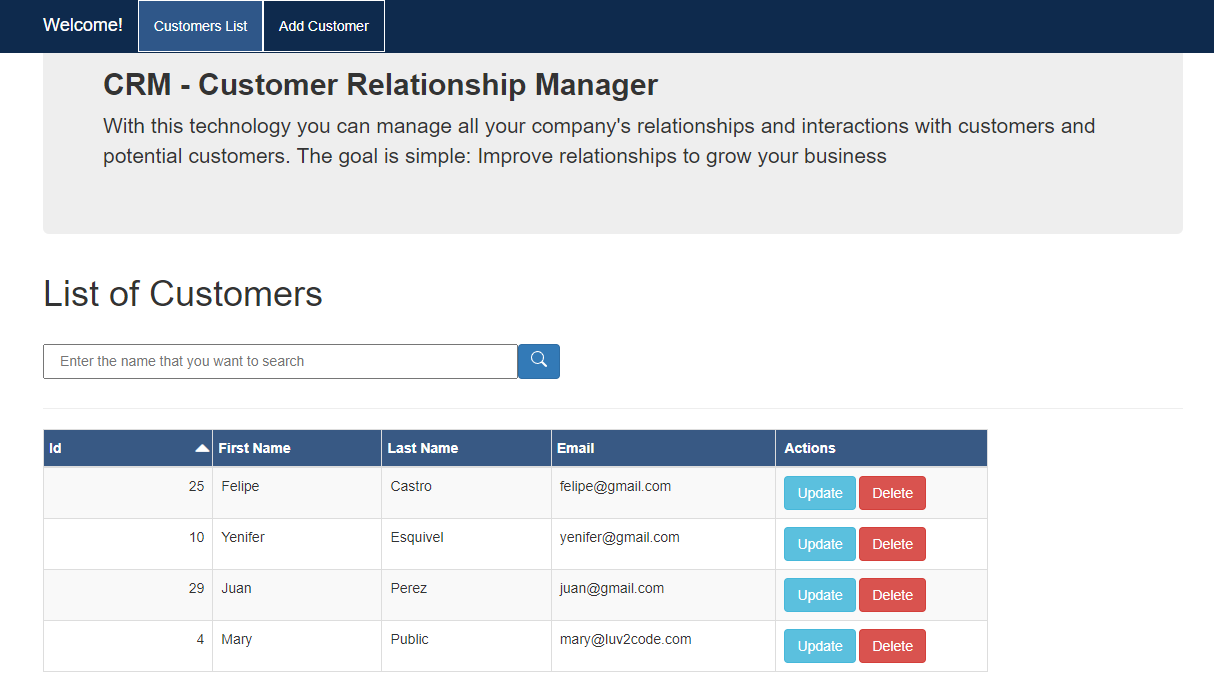 Welcome! Customers List Add Customer
CRM - Customer Relationship Manager
With this technology you can manage all your company's relationships and interactions with customers and
potential customers. The goal is simple: Improve relationships to grow your business
List of Customers
Enter the name that you want to search
Id First Name Last Name Email Actions
25 Felipe Castro felipe@gmail.com Update Delete
10 Yenifer Esquivel yenifer@gmail.com Update Delete
29 Juan Perez juan@gmail.com Update Delete
4 Mary Public mary@luv2code.com Update Delete